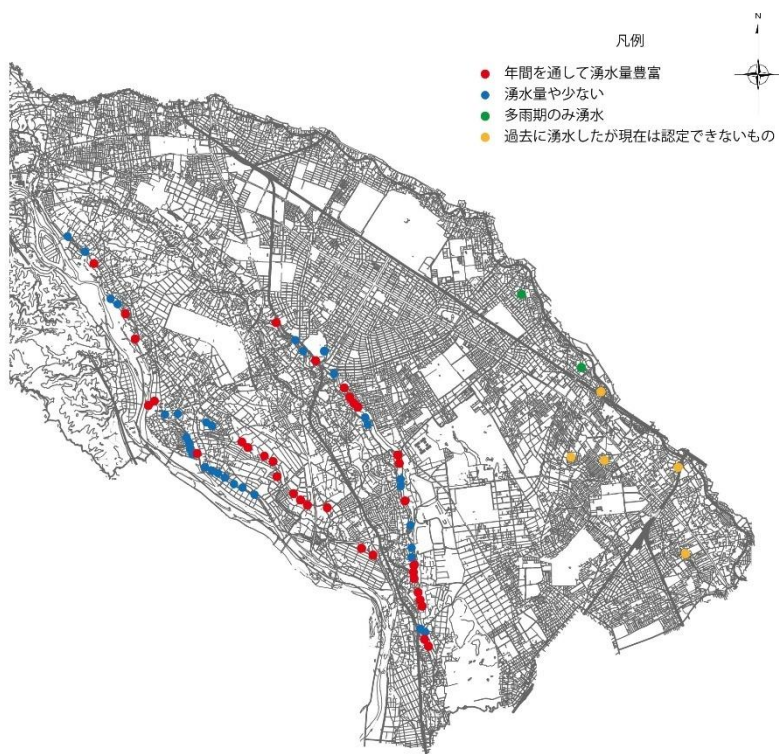 N
凡例
年間を通して湧水量豊富
湧水量や少ない
多雨期のみ湧水
過去に湧水したが現在は認定できないもの